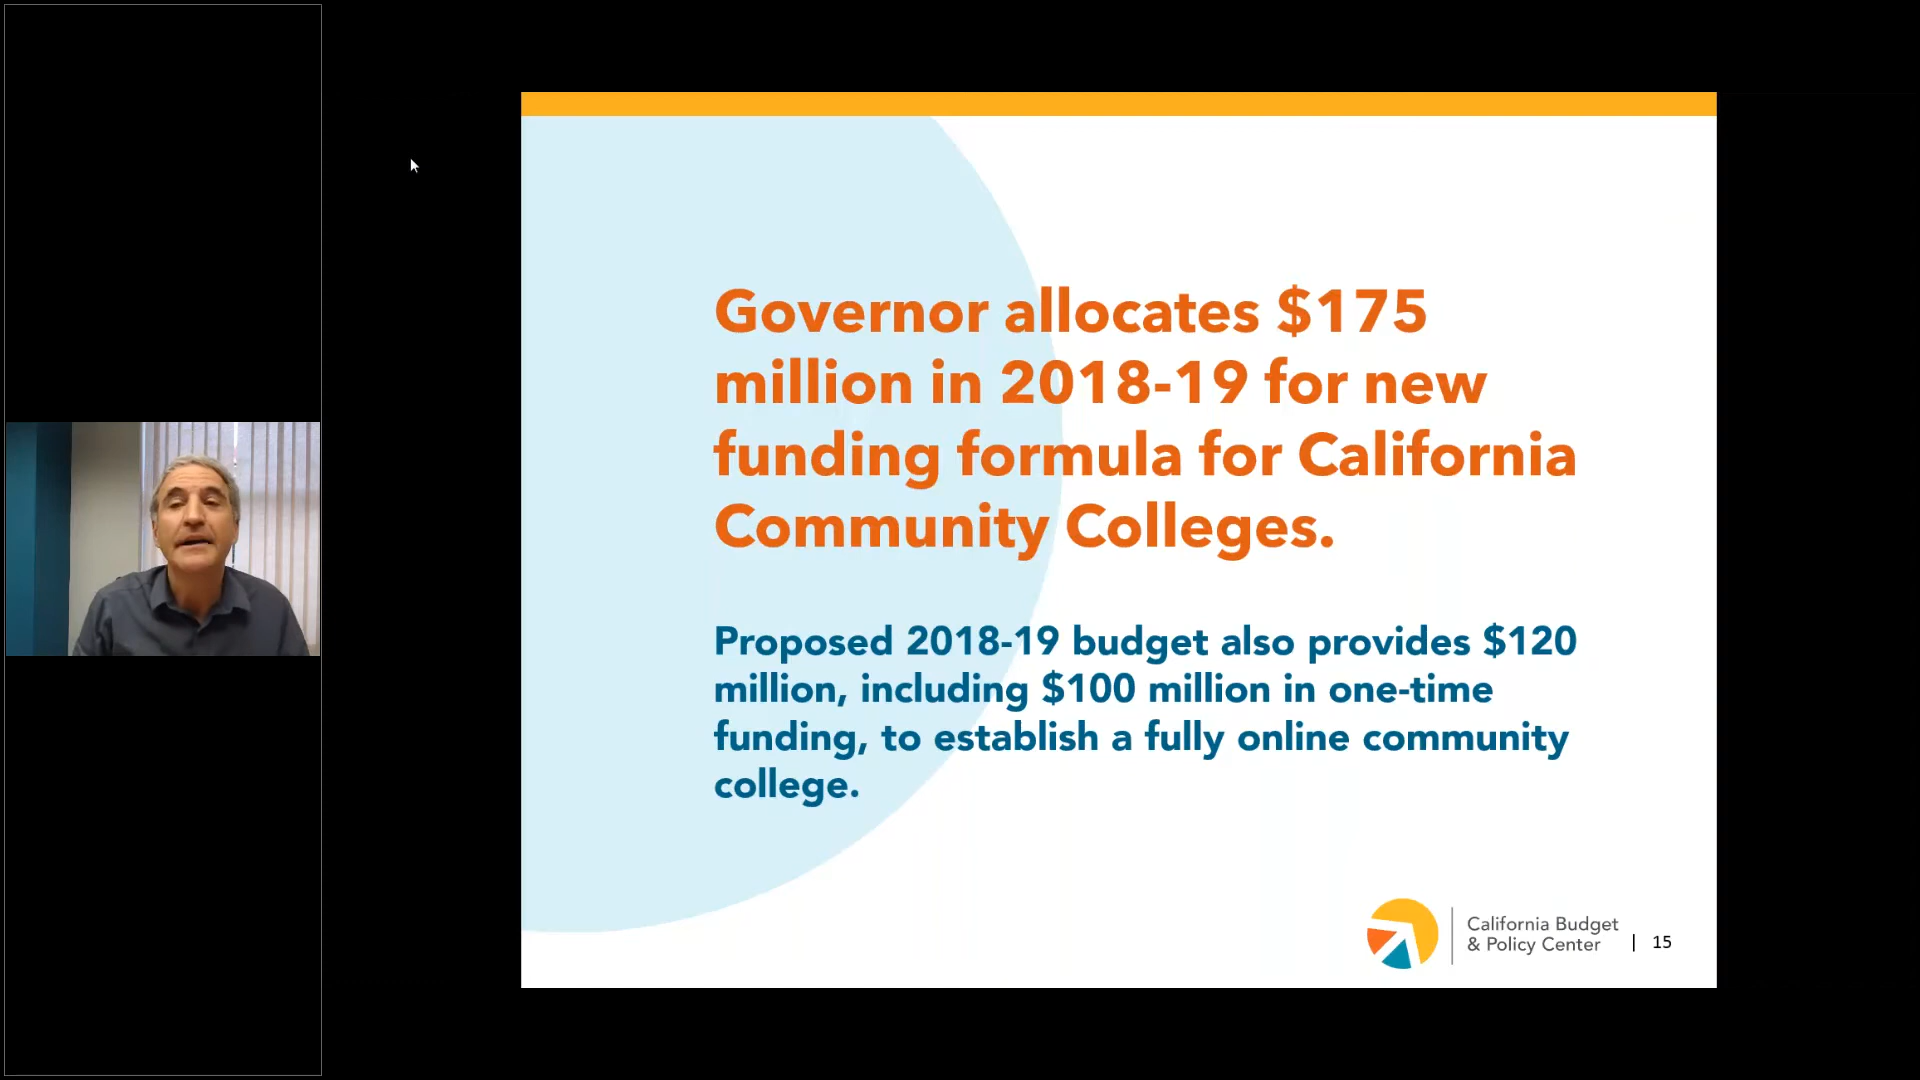 Governor allocates $175
million in 2018-19 for new
funding formula for California
Community Colleges.
Proposed 2018-19 budget also provides $120
million, including $100 million in one-time
funding, to establish a fully online community
college.
California Budget
& Policy Center | 15